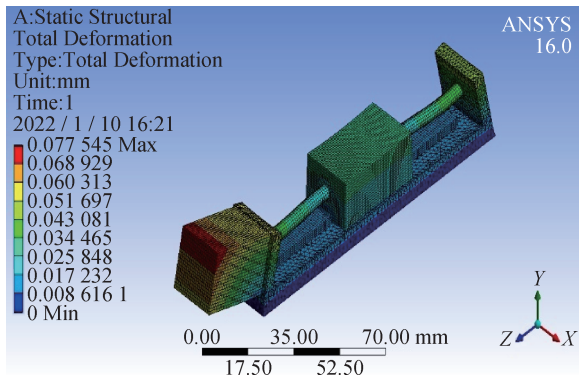 A:Static Structural
Total Deformation
Type:Total Deformation
Unit:mm
Time:1
2022 / 1 / 10 16:21
0.077 545 Max
0.068 929
0.060 313
0.051 697
0.043 081
0.034 465
0.025 848
0.017 232
0.008 616 1
0 Min
ANSYS
16.0
0.00 35.00 70.00 mm
17.50 52.50
Y
Z X